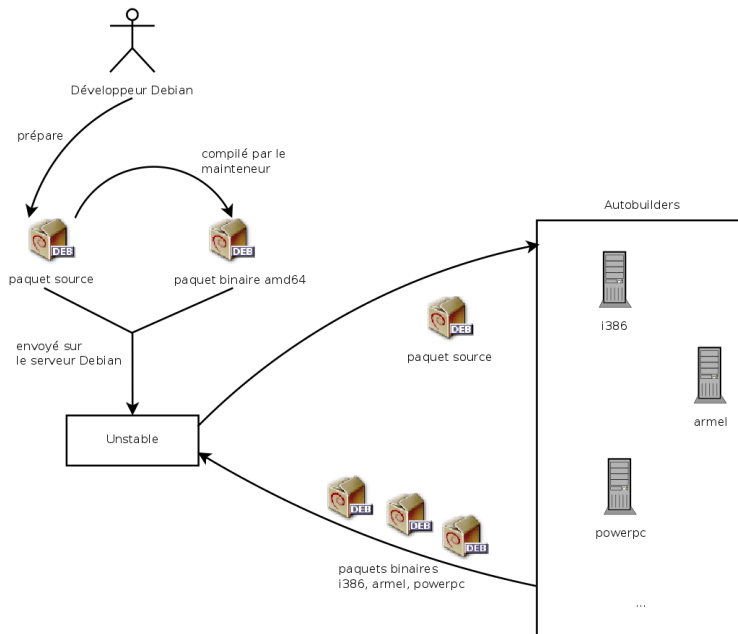 Développeur Debian
prépare
compilé par le
mainteneur
DEB
DEB
paquet source
paquet binaire amd64
envoyé sur
le serveur Debian
Unstable
DEB
paquet source
Autobuilders
i386
armel
powerpc
...
DEB
DEB
DEB
paquets binaires
i386, armel, powerpc